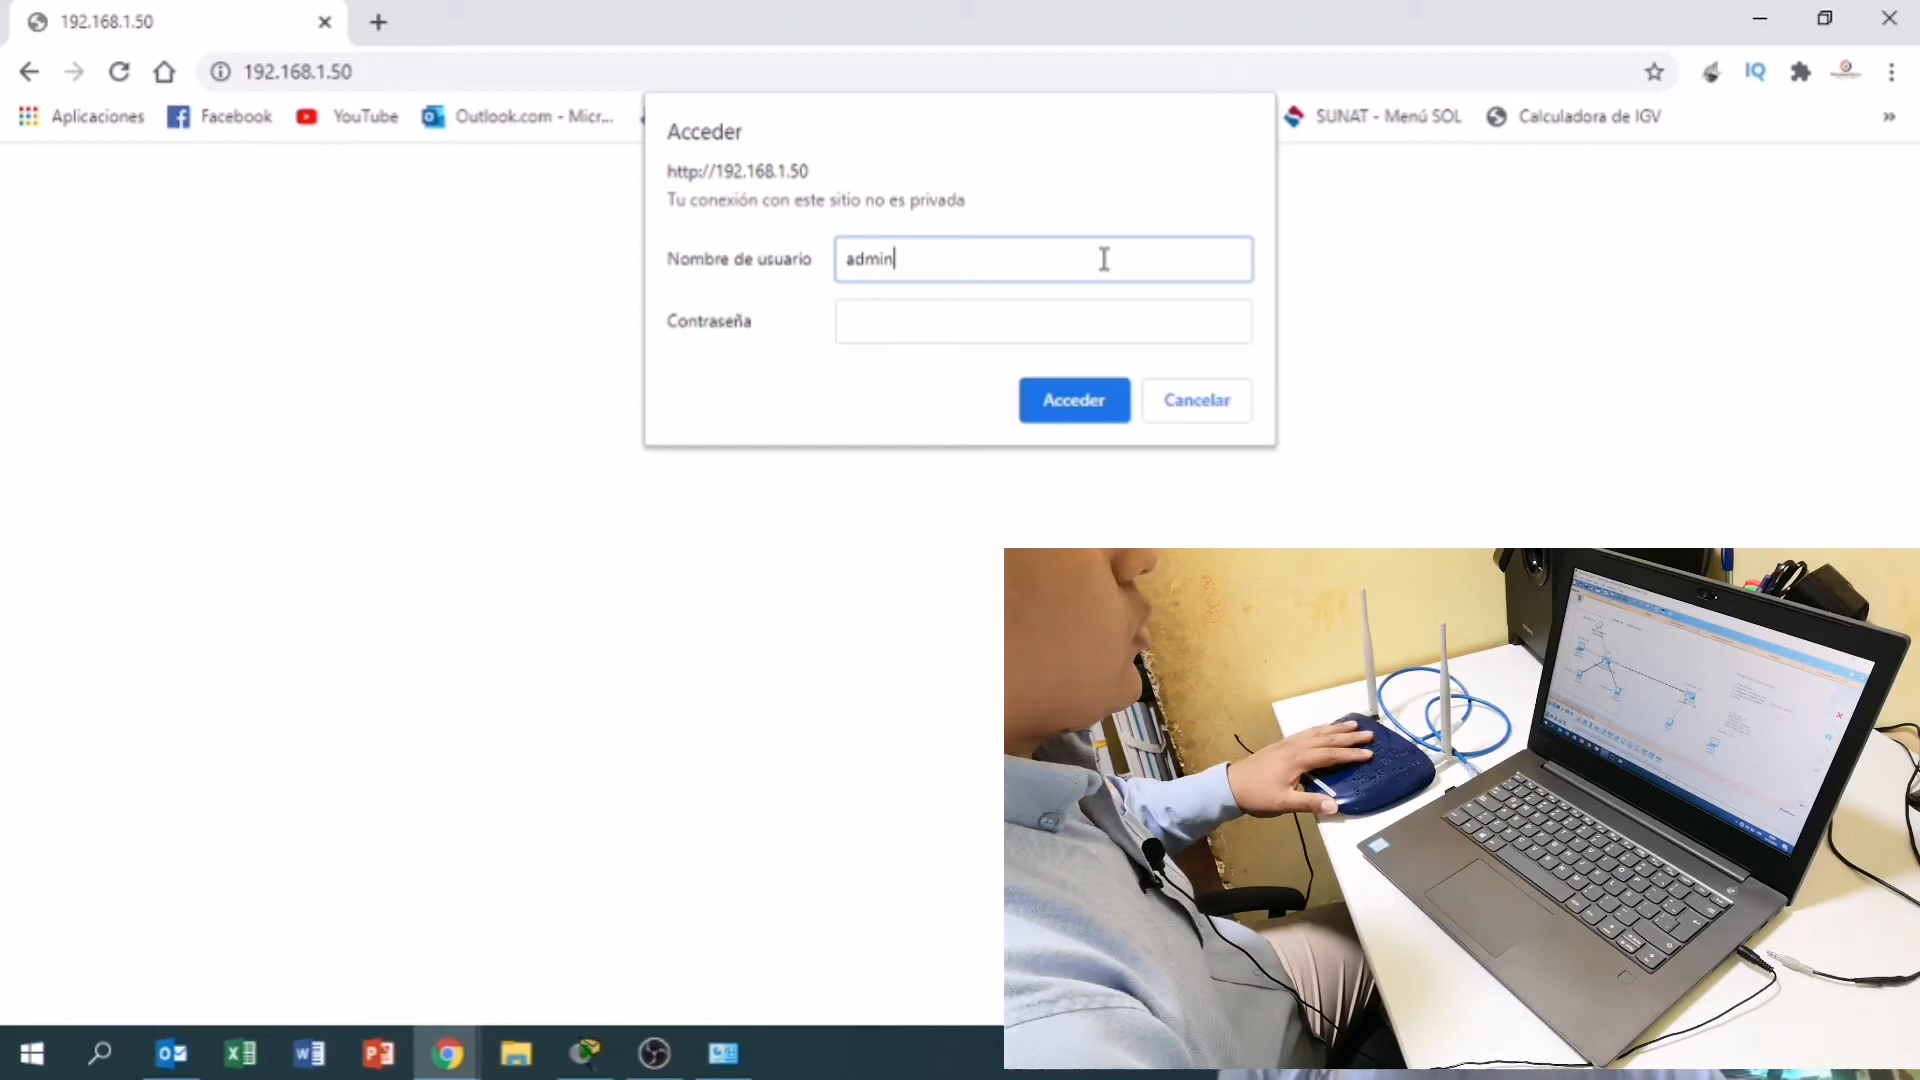 192.168.1.50
192.168.1.50
Aplicaciones
Facebook
YouTube
Outlook.com - Micr...
SUNAT - Menú SOL
Calculadora de IGV
IQ
Acceder
http://192.168.1.50
Tu conexión con este sitio no es privada
Nombre de usuario
admin
Contraseña
Acceder
Cancelar